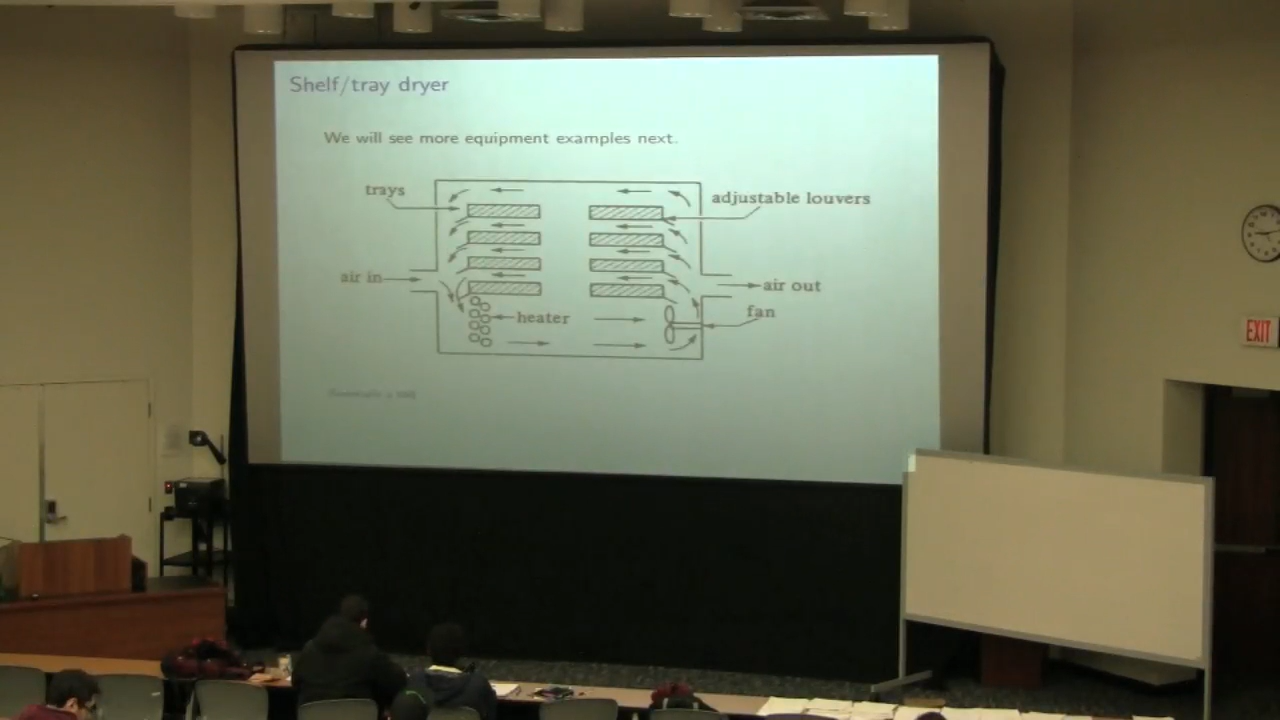 Shelf/tray dryer
We will see more equipment examples next.
trays
adjustable louvers
air in
air out
heater
fan
EXIT